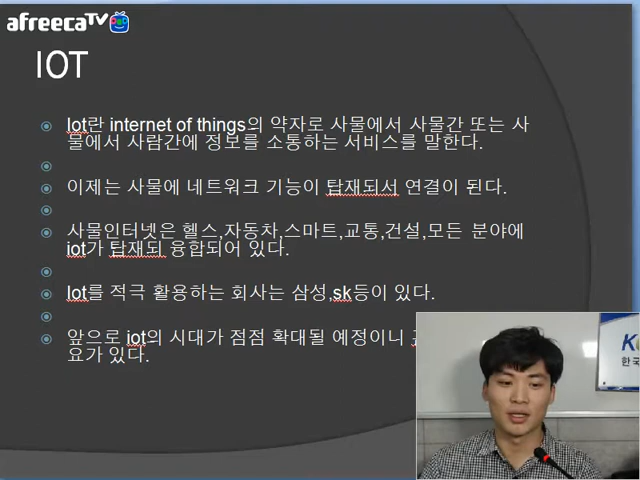 afreecaTV
IOT
Iot란 internet of things의 약자로 사물에서 사물간 또는 사
물에서 사람간에 정보를 소통하는 서비스를 말한다.
이제는 사물에 네트워크 기능이 탑재되서 연결이 된다.
사물인터넷은 헬스,자동차,스마트,교통,건설,모든 분야에
iot가 탑재되 융합되어 있다.
Iot를 적극 활용하는 회사는 삼성,sk등이 있다.
앞으로 iot의 시대가 점점 확대될 예정이니
요가 있다.
한국